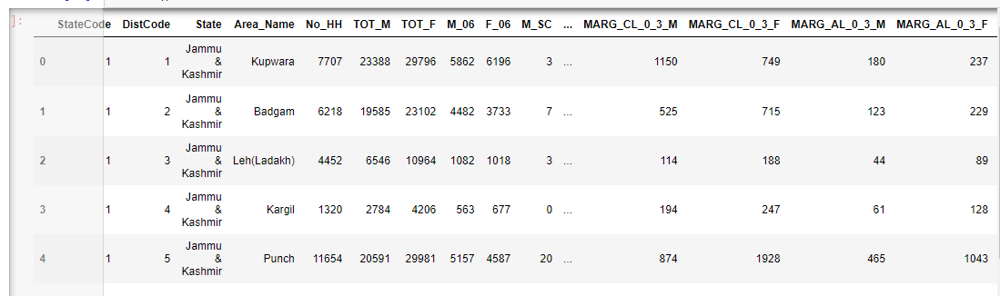 ]:
StateCode DistCode State Area_Name No_HH TOT_M TOT_F M_06 F_06 M_SC ... MARG_CL_0_3_M MARG_CL_0_3_F MARG_AL_0_3_M MARG_AL_0_3_F
0 1 1 Jammu & Kashmir Kupwara 7707 23388 29796 5862 6196 3 ... 1150 749 180 237
1 1 2 Jammu & Kashmir Badgam 6218 19585 23102 4482 3733 7 ... 525 715 123 229
2 1 3 Jammu & Kashmir Leh(Ladakh) 4452 6546 10964 1082 1018 3 ... 114 188 44 89
3 1 4 Jammu & Kashmir Kargil 1320 2784 4206 563 677 0 ... 194 247 61 128
4 1 5 Jammu & Kashmir Punch 11654 20591 29981 5157 4587 20 ... 874 1928 465 1043